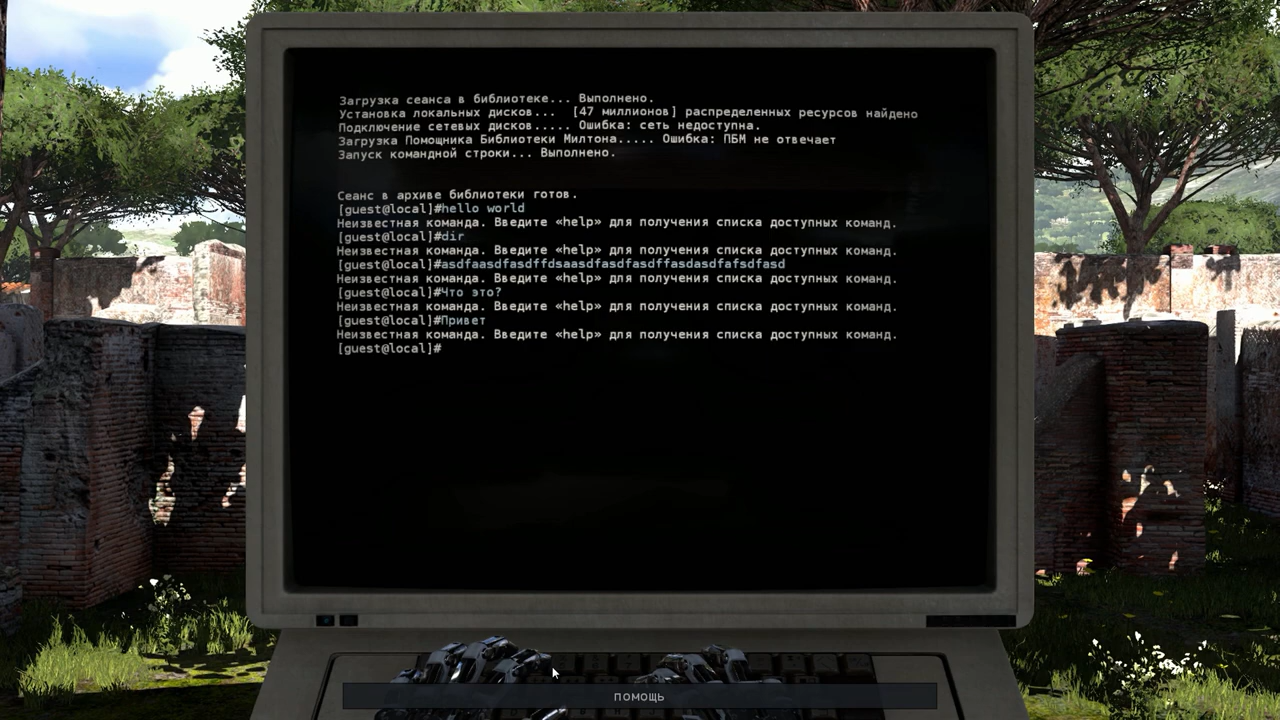 Загрузка сеанса в библиотеке... Выполнено.
Установка локальных дисков...  [47 миллионов] распределенных ресурсов найдено
Подключение сетевых дисков..... Ошибка: сеть недоступна.
Загрузка Помощника Библиотеки Милтона..... Ошибка: ПБМ не отвечает
Запуск командной строки... Выполнено.
Сеанс в архиве библиотеки готов.
[guest@local]#hello world
Неизвестная команда. Введите «help» для получения списка доступных команд.
[guest@local]#dir
Неизвестная команда. Введите «help» для получения списка доступных команд.
[guest@local]#asdfaasdfasdffdsaasdfasdfasdffasdasdfafsdfasd
Неизвестная команда. Введите «help» для получения списка доступных команд.
[guest@local]#Что это?
Неизвестная команда. Введите «help» для получения списка доступных команд.
[guest@local]#Привет
Неизвестная команда. Введите «help» для получения списка доступных команд.
[guest@local]#
ПОМОЩЬ